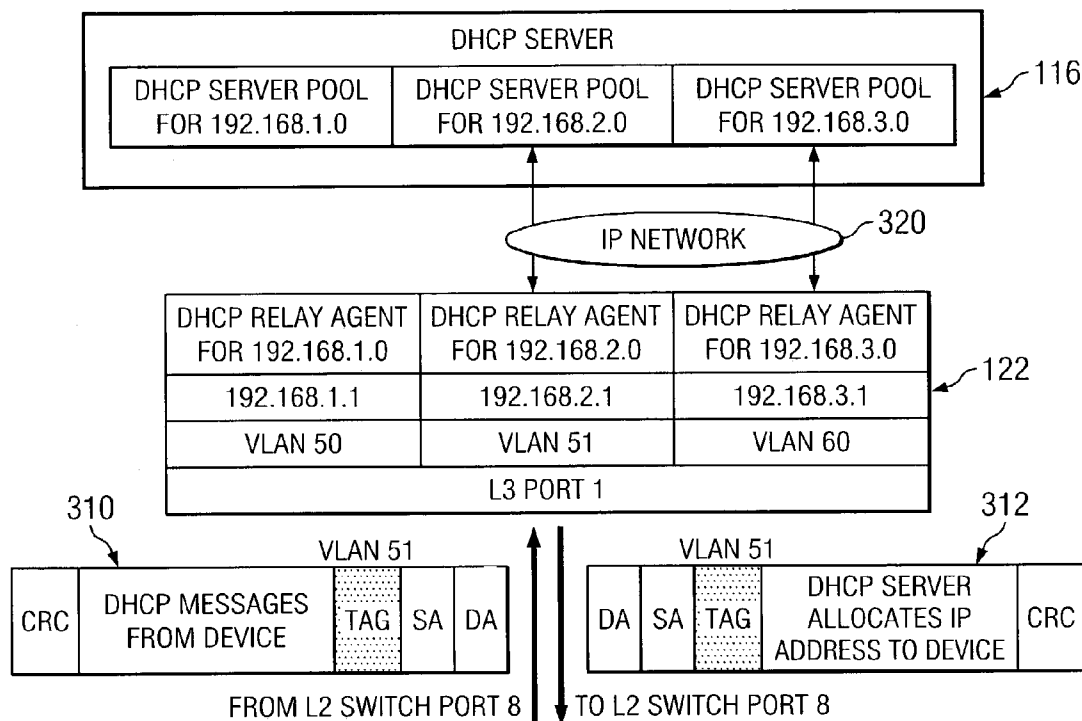 DHCP SERVER
DHCP SERVER POOL
FOR 192.168.1.0
DHCP SERVER POOL
FOR 192.168.2.0
DHCP SERVER POOL
FOR 192.168.3.0
116
IP NETWORK
320
DHCP RELAY AGENT
FOR 192.168.1.0
DHCP RELAY AGENT
FOR 192.168.2.0
DHCP RELAY AGENT
FOR 192.168.3.0
122
192.168.1.1
192.168.2.1
192.168.3.1
VLAN 50
VLAN 51
VLAN 60
L3 PORT 1
310
VLAN 51
CRC
DHCP MESSAGES
FROM DEVICE
TAG
SA
DA
FROM L2 SWITCH PORT 8
312
VLAN 51
DA
SA
TAG
DHCP SERVER
ALLOCATES IP
ADDRESS TO DEVICE
CRC
TO L2 SWITCH PORT 8